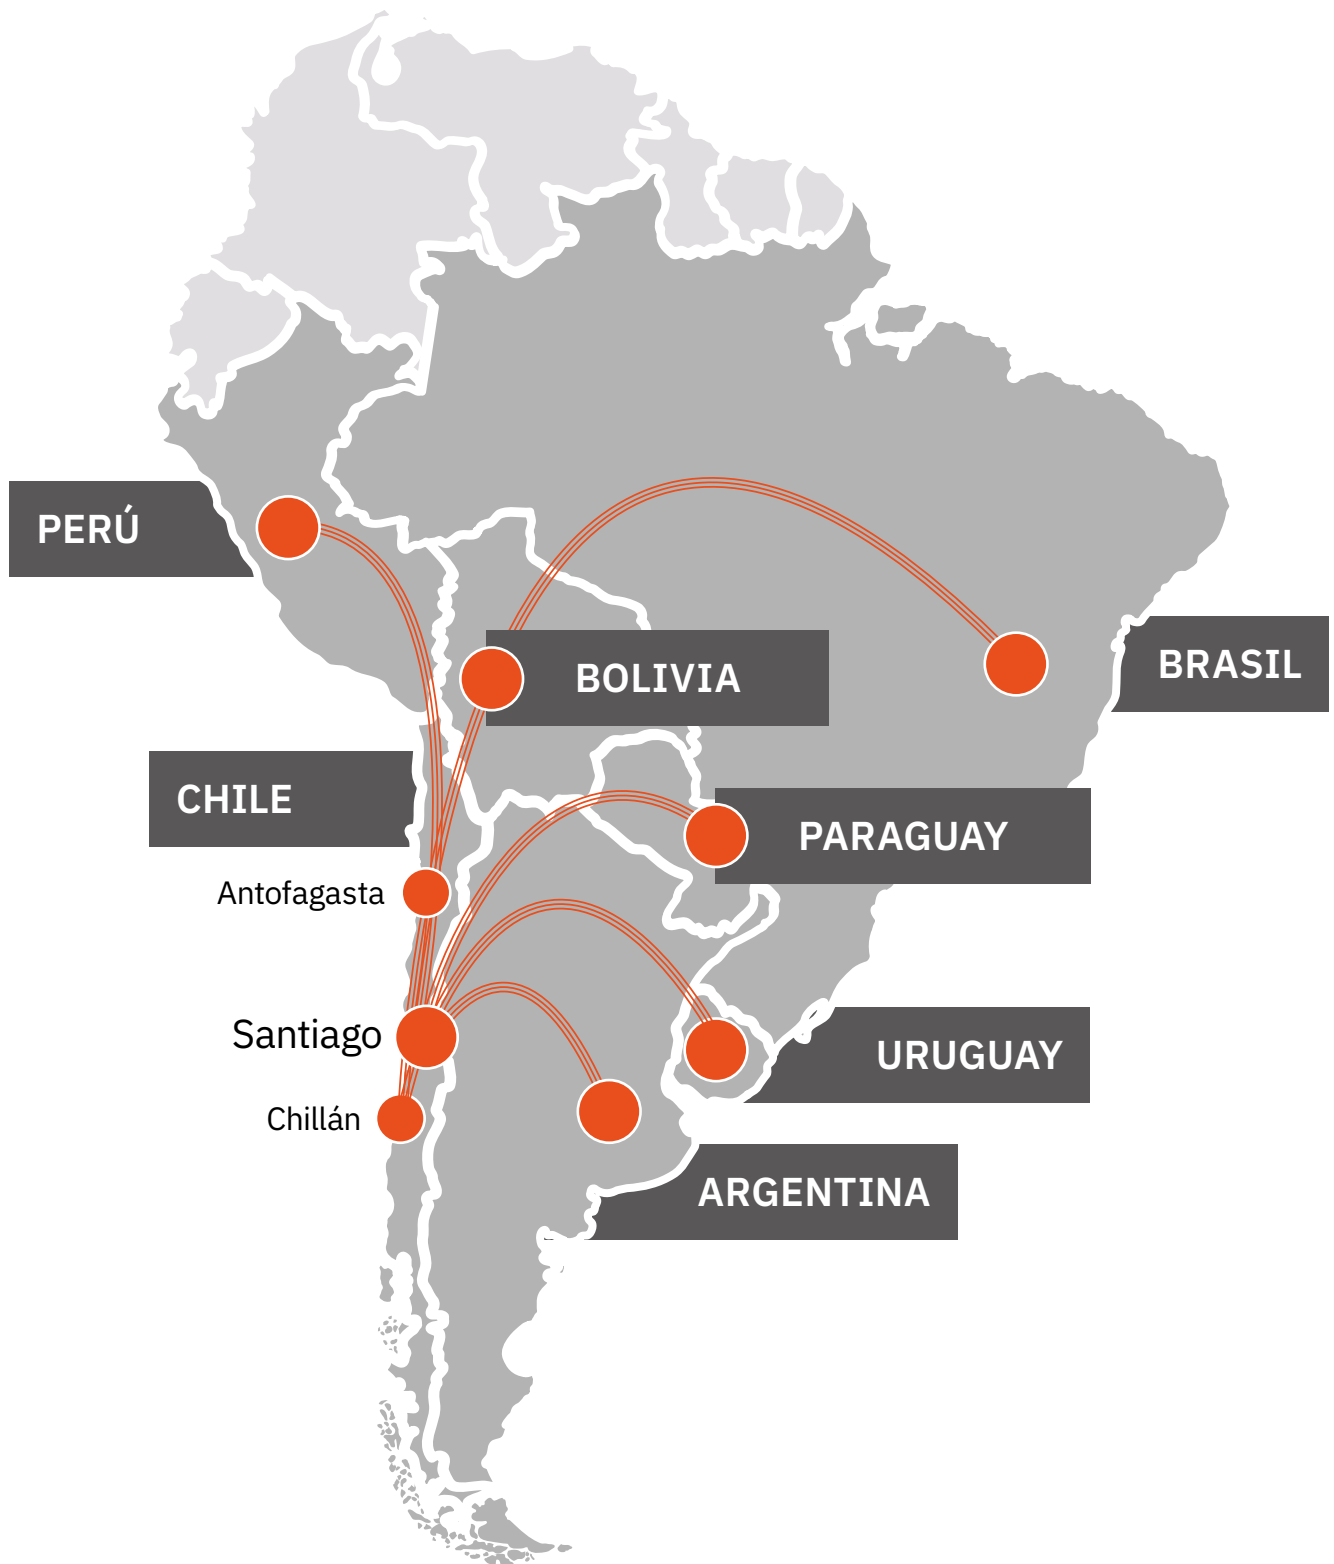 PERÚ
BRASIL
BOLIVIA
CHILE
PARAGUAY
Antofagasta
Santiago
URUGUAY
Chillán
ARGENTINA